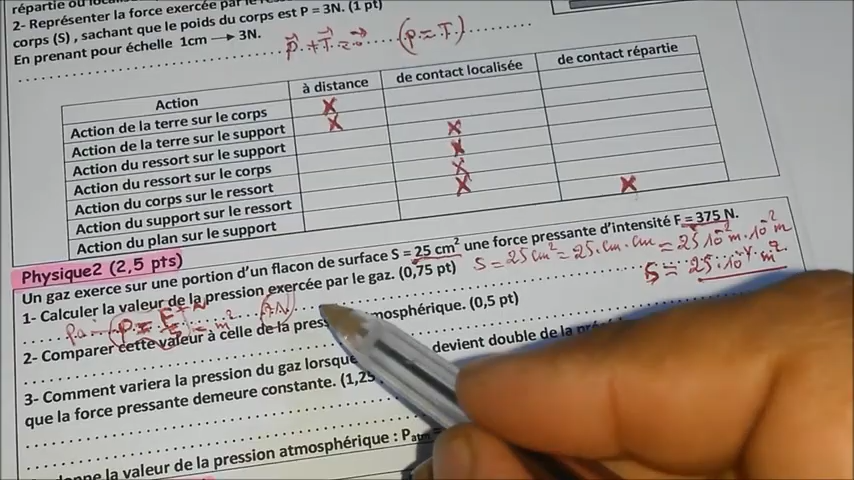 répartie ou
2- Représenter la force exercée par le
corps (S) , sachant que le poids du corps est P = 3N. (1 pt)
En prenant pour échelle 1cm → 3N.
P + T = 0 (P = T)
Action à distance de contact localisée de contact répartie
Action de la terre sur le corps X
Action de la terre sur le support X
Action du ressort sur le support X
Action du ressort sur le corps X
Action du corps sur le ressort X
Action du support sur le ressort X
Action du plan sur le support X
Physique2 (2,5 pts)
Un gaz exerce sur une portion d'un flacon de surface S = 25 cm² une force pressante d'intensité F = 375 N.
1- Calculer la valeur de la pression exercée par le gaz. (0,75 pt)
S = 25 cm² = 25.cm.cm = 25 10⁻² m.10⁻² m
S = 25.10⁻⁴ m²
Pa P = F/S N m² (A.N)
2- Comparer cette valeur à celle de la atmosphérique. (0,5 pt)
3- Comment variera la pression du gaz lorsque devient double de la
que la force pressante demeure constante. (1,25
donne la valeur de la pression atmosphérique : Patm =